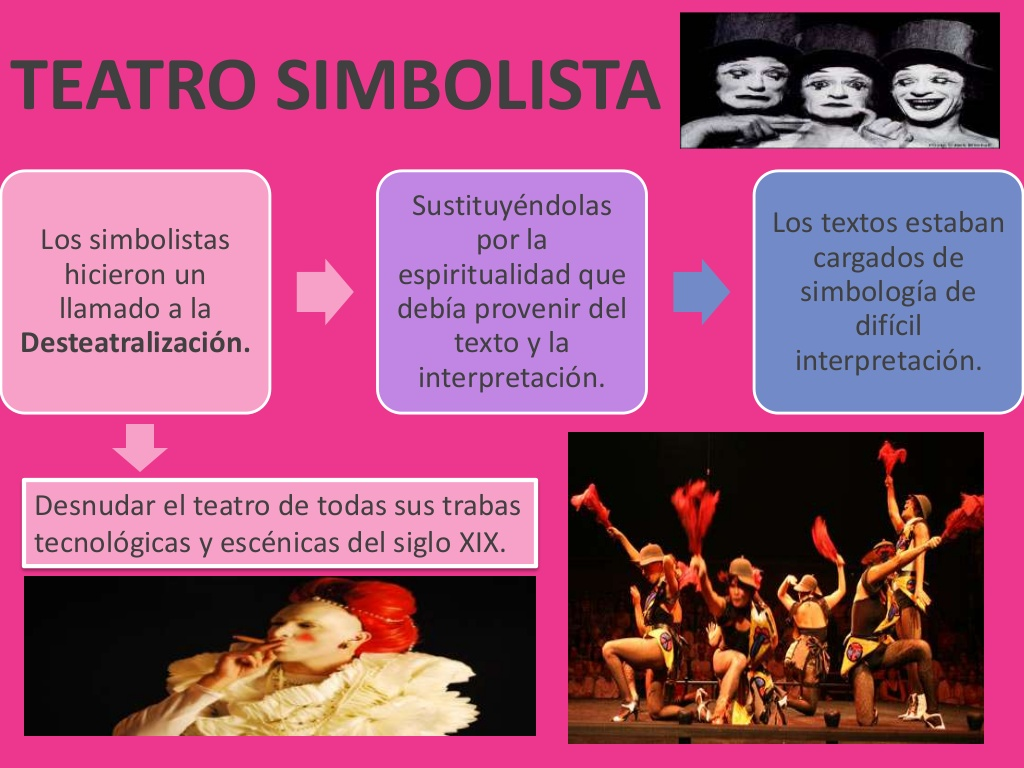 TEATRO SIMBOLISTA
Los simbolistas
hicieron un
llamado a la
Desteatralización.
Sustituyéndolas
por la
espiritualidad que
debía provenir del
texto y la
interpretación.
Los textos estaban
cargados de
simbología de
difícil
interpretación.
Desnudar el teatro de todas sus trabas
tecnológicas y escénicas del siglo XIX.